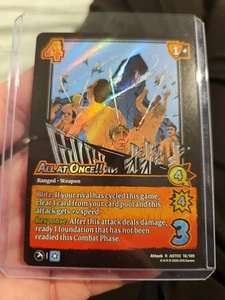 4
1
ALL AT ONCE!!
Ranged · Weapon
4
4
Blitz: If your rival has cycled this game,
clear 1 card from your card pool and this
attack gets +4 speed.
Response: After this attack deals damage,
ready 1 foundation that has not been
readied this Combat Phase.
3
Attack